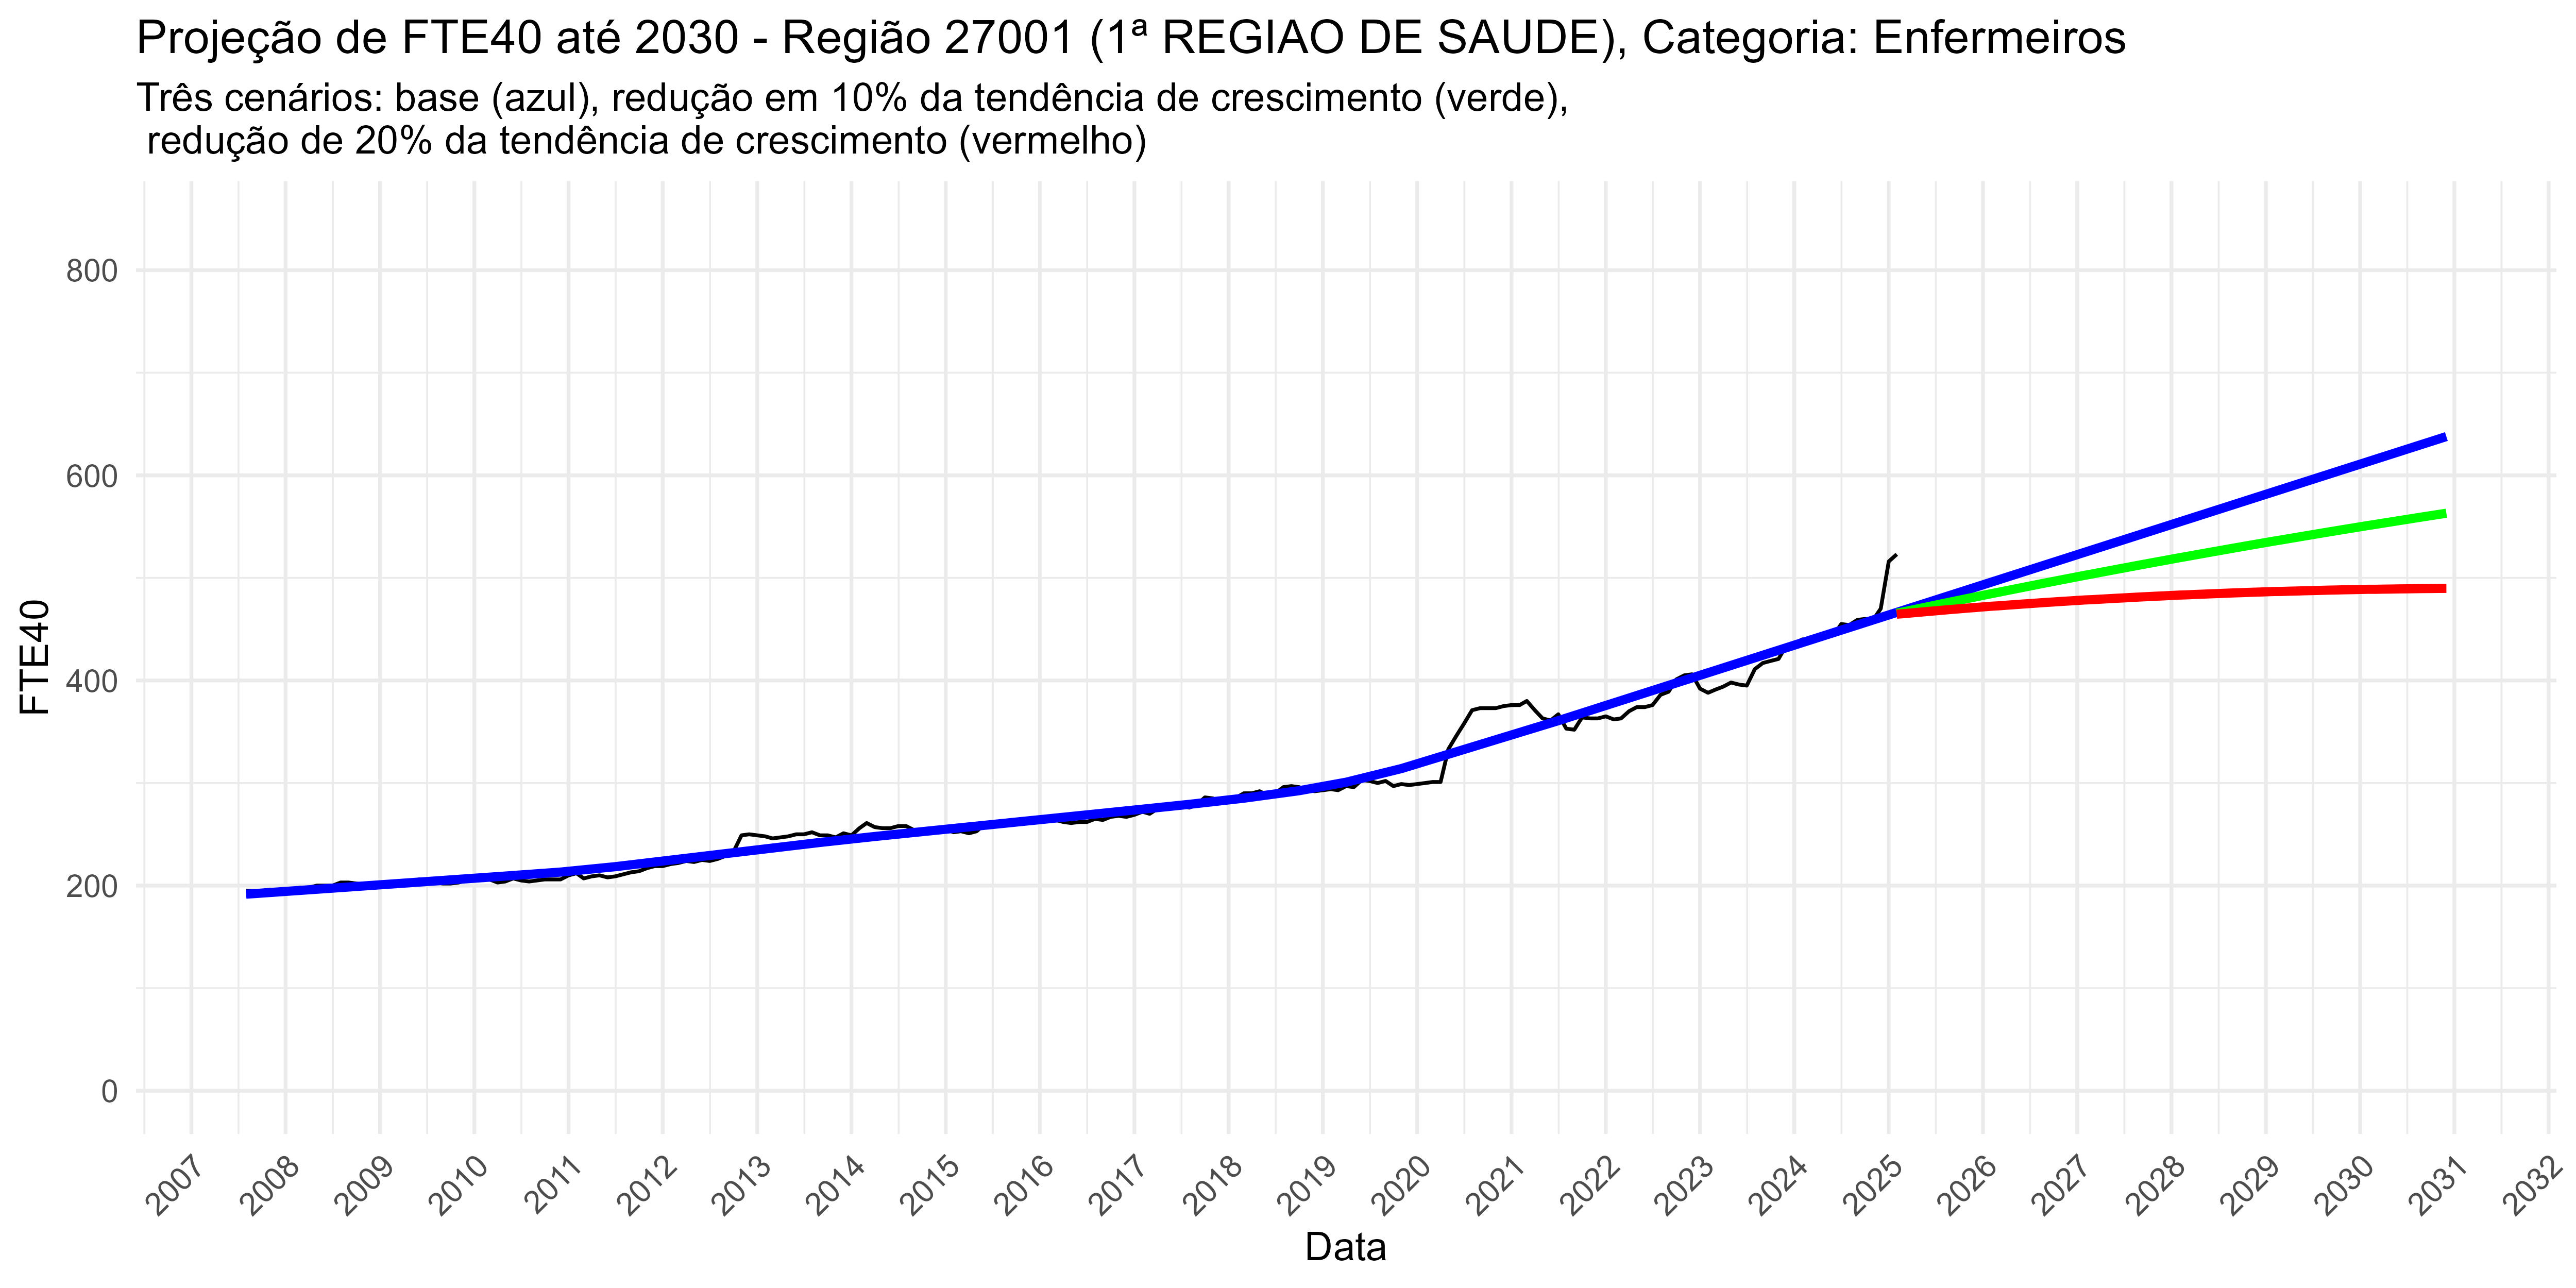 Projeção de FTE40 até 2030 - Região 27001 (1ª REGIAO DE SAUDE), Categoria: Enfermeiros
Três cenários: base (azul), redução em 10% da tendência de crescimento (verde),
redução de 20% da tendência de crescimento (vermelho)
800
600
400
200
0
FTE40
2007 2008 2009 2010 2011 2012 2013 2014 2015 2016 2017 2018 2019 2020 2021 2022 2023 2024 2025 2026 2027 2028 2029 2030 2031 2032
Data